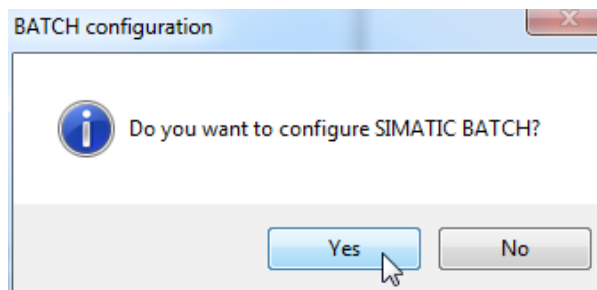 BATCH configuration
Do you want to configure SIMATIC BATCH?
Yes
No